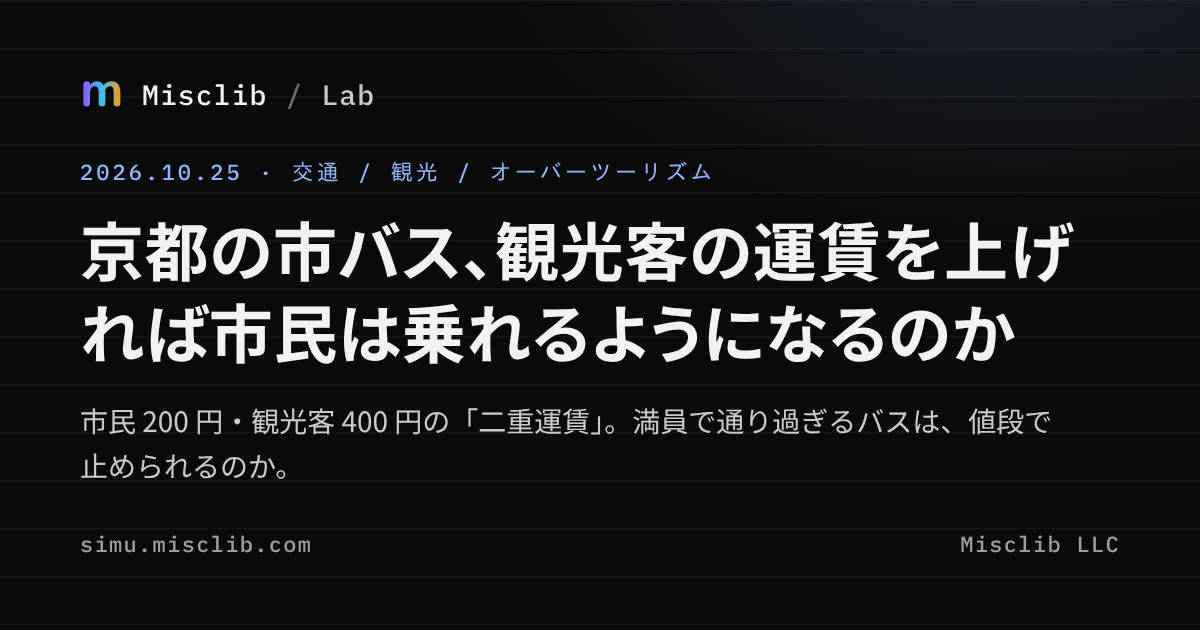 Misclib / Lab
2026.10.25 · 交通 / 観光 / オーバーツーリズム
京都の市バス、観光客の運賃を上げ
れば市民は乗れるようになるのか
市民 200 円・観光客 400 円の「二重運賃」。満員で通り過ぎるバスは、値段で
止められるのか。
simu.misclib.com
Misclib LLC